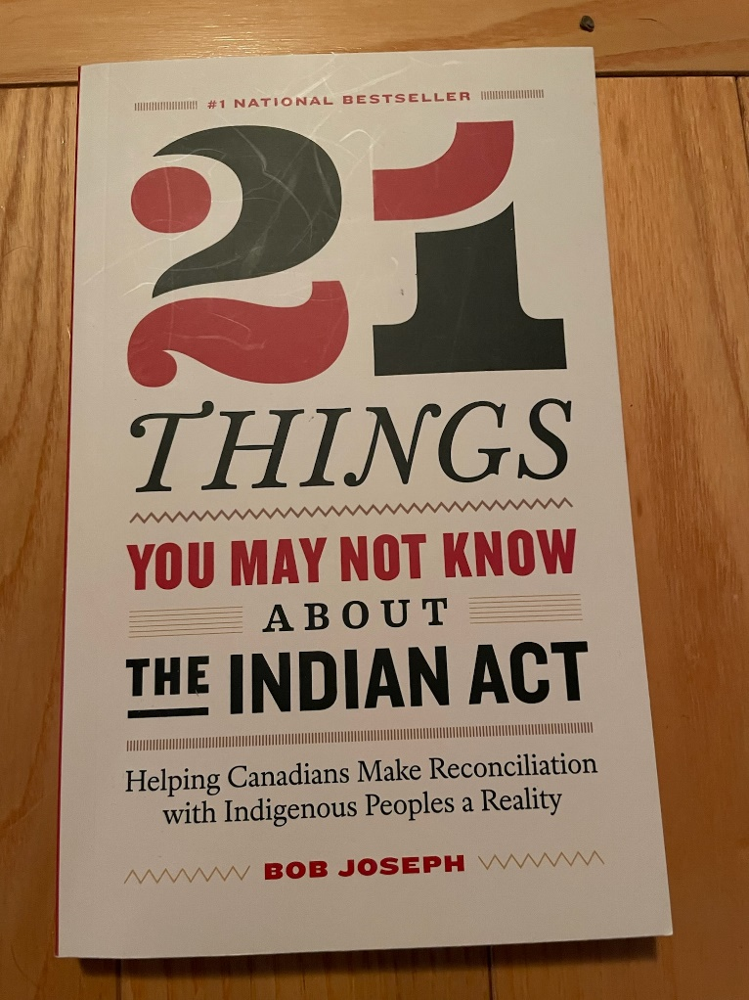 #1 NATIONAL BESTSELLER
21
THINGS
YOU MAY NOT KNOW
ABOUT
THE INDIAN ACT
Helping Canadians Make Reconciliation
with Indigenous Peoples a Reality
BOB JOSEPH